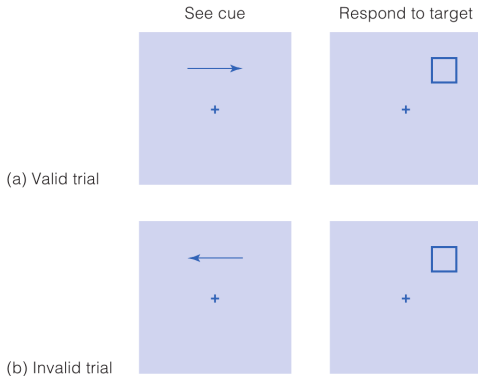 See cue
Respond to target
(a) Valid trial
(b) Invalid trial